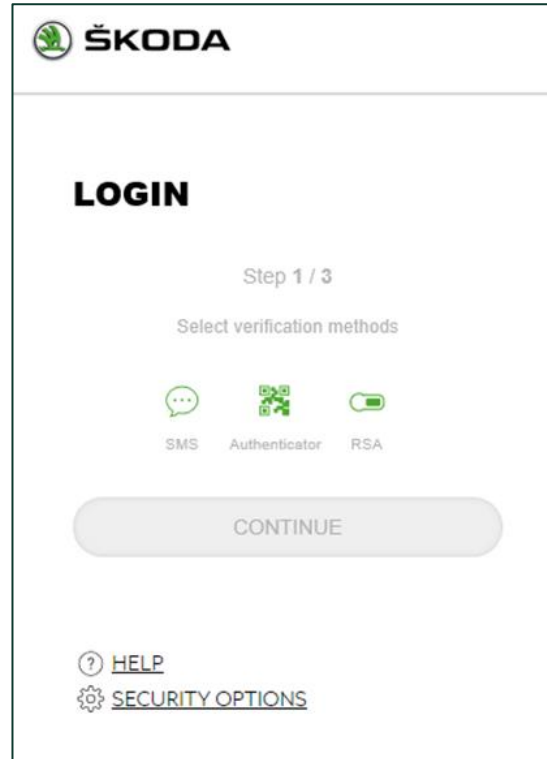 ŠKODA
LOGIN
Step 1 / 3
Select verification methods
SMS Authenticator RSA
CONTINUE
HELP
SECURITY OPTIONS